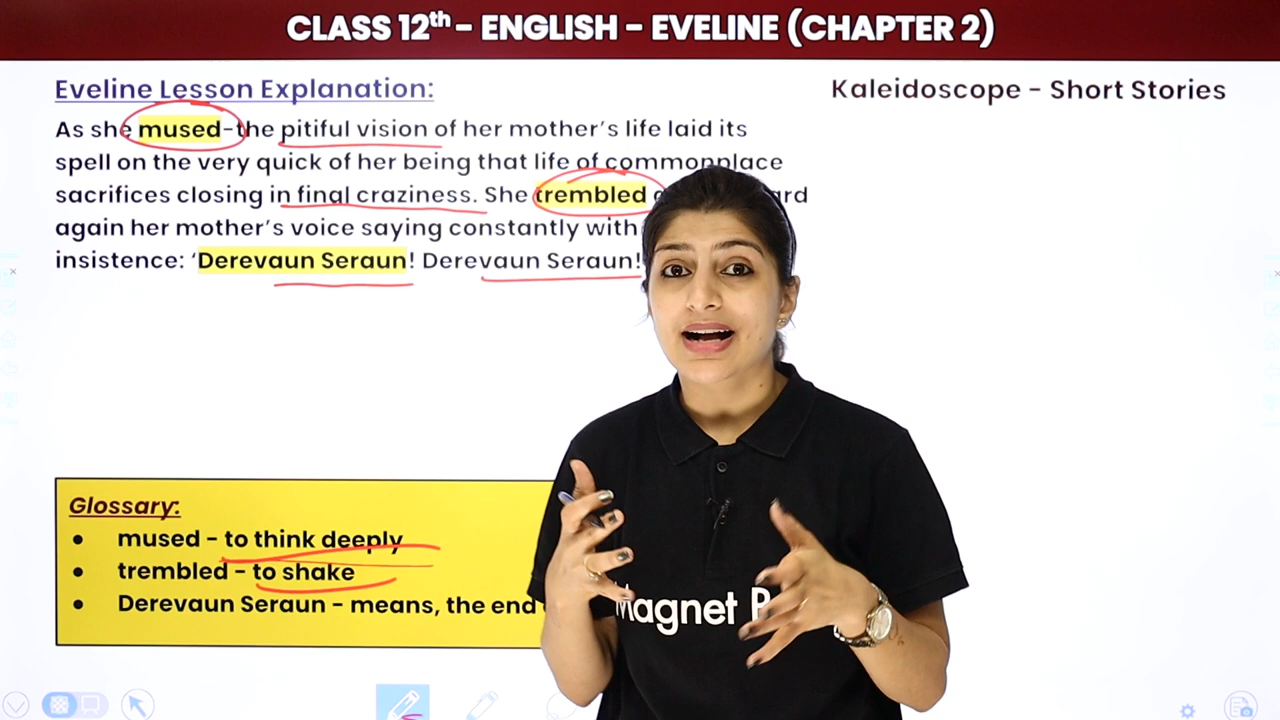 CLASS 12th - ENGLISH - EVELINE (CHAPTER 2)
Eveline Lesson Explanation:
Kaleidoscope - Short Stories
As she mused-the pitiful vision of her mother's life laid its
spell on the very quick of her being that life of commonplace
sacrifices closing in final craziness. She trembled
again her mother's voice saying constantly with
insistence: 'Derevaun Seraun! Derevaun Seraun!
Glossary:
● mused - to think deeply
● trembled - to shake
● Derevaun Seraun - means, the end
Magnet